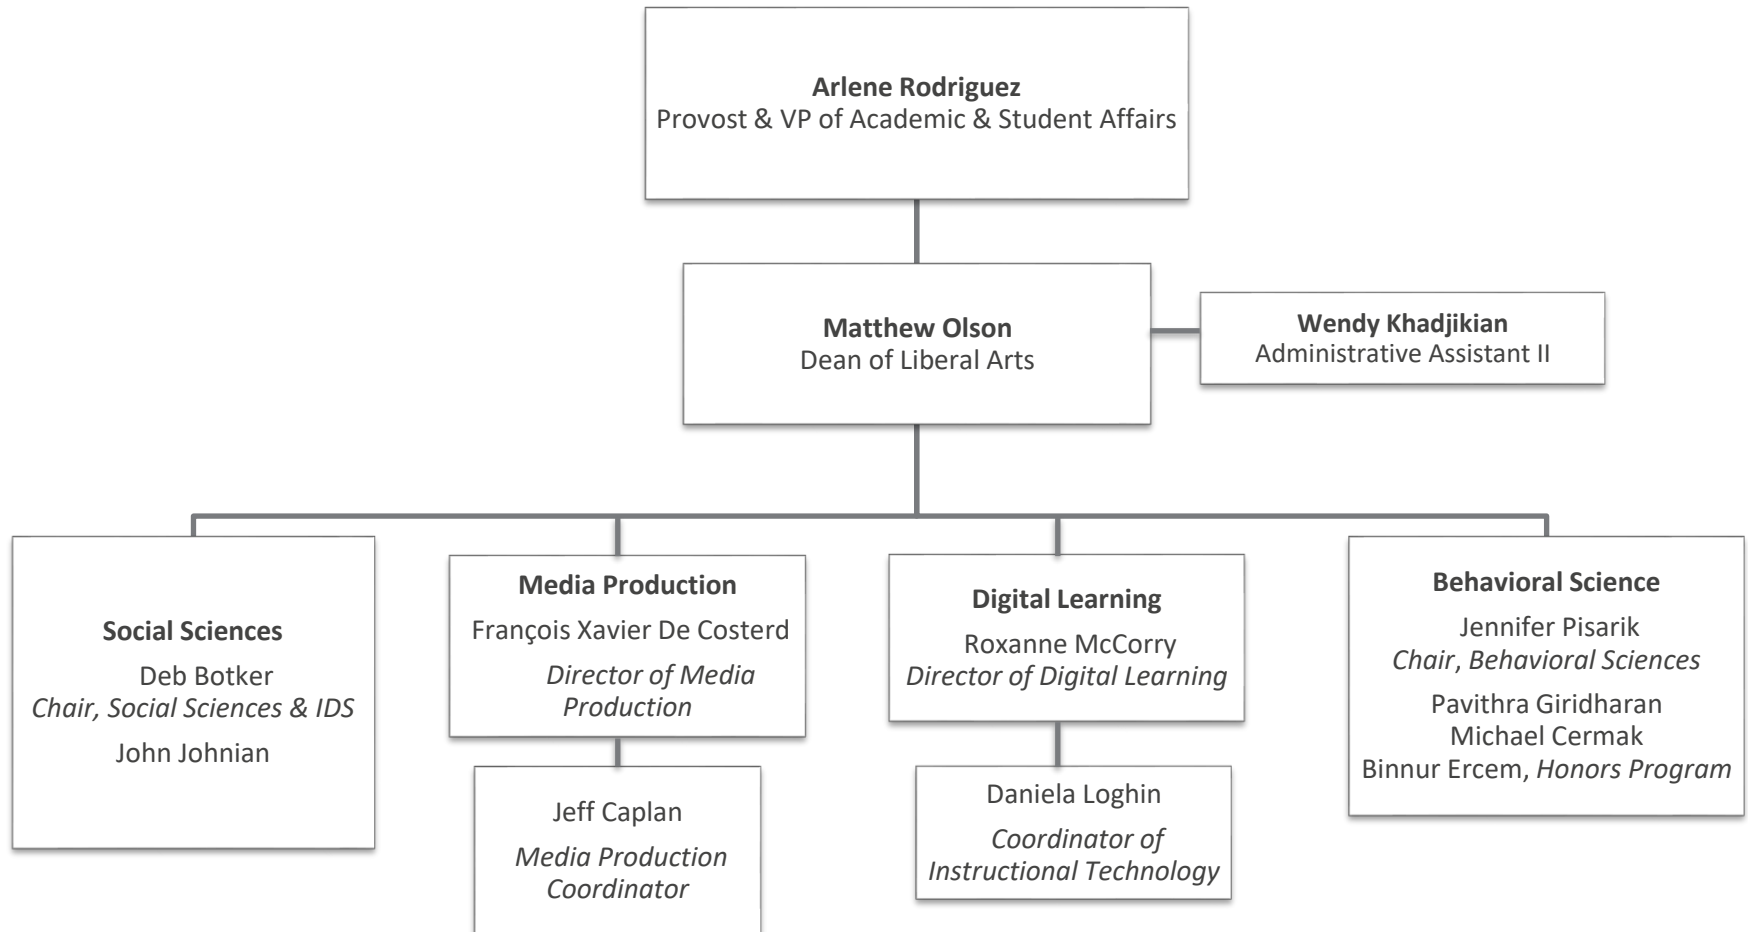 Arlene Rodriguez
Provost & VP of Academic & Student Affairs
Matthew Olson
Dean of Liberal Arts
Wendy Khadjikian
Administrative Assistant II
Social Sciences
Deb Botker
Chair, Social Sciences & IDS
John Johnian
Media Production
François Xavier De Costerd
Director of Media
Production
Jeff Caplan
Media Production
Coordinator
Digital Learning
Roxanne McCorry
Director of Digital Learning
Daniela Loghin
Coordinator of
Instructional Technology
Behavioral Science
Jennifer Pisarik
Chair, Behavioral Sciences
Pavithra Giridharan
Michael Cermak
Binnur Ercem, Honors Program